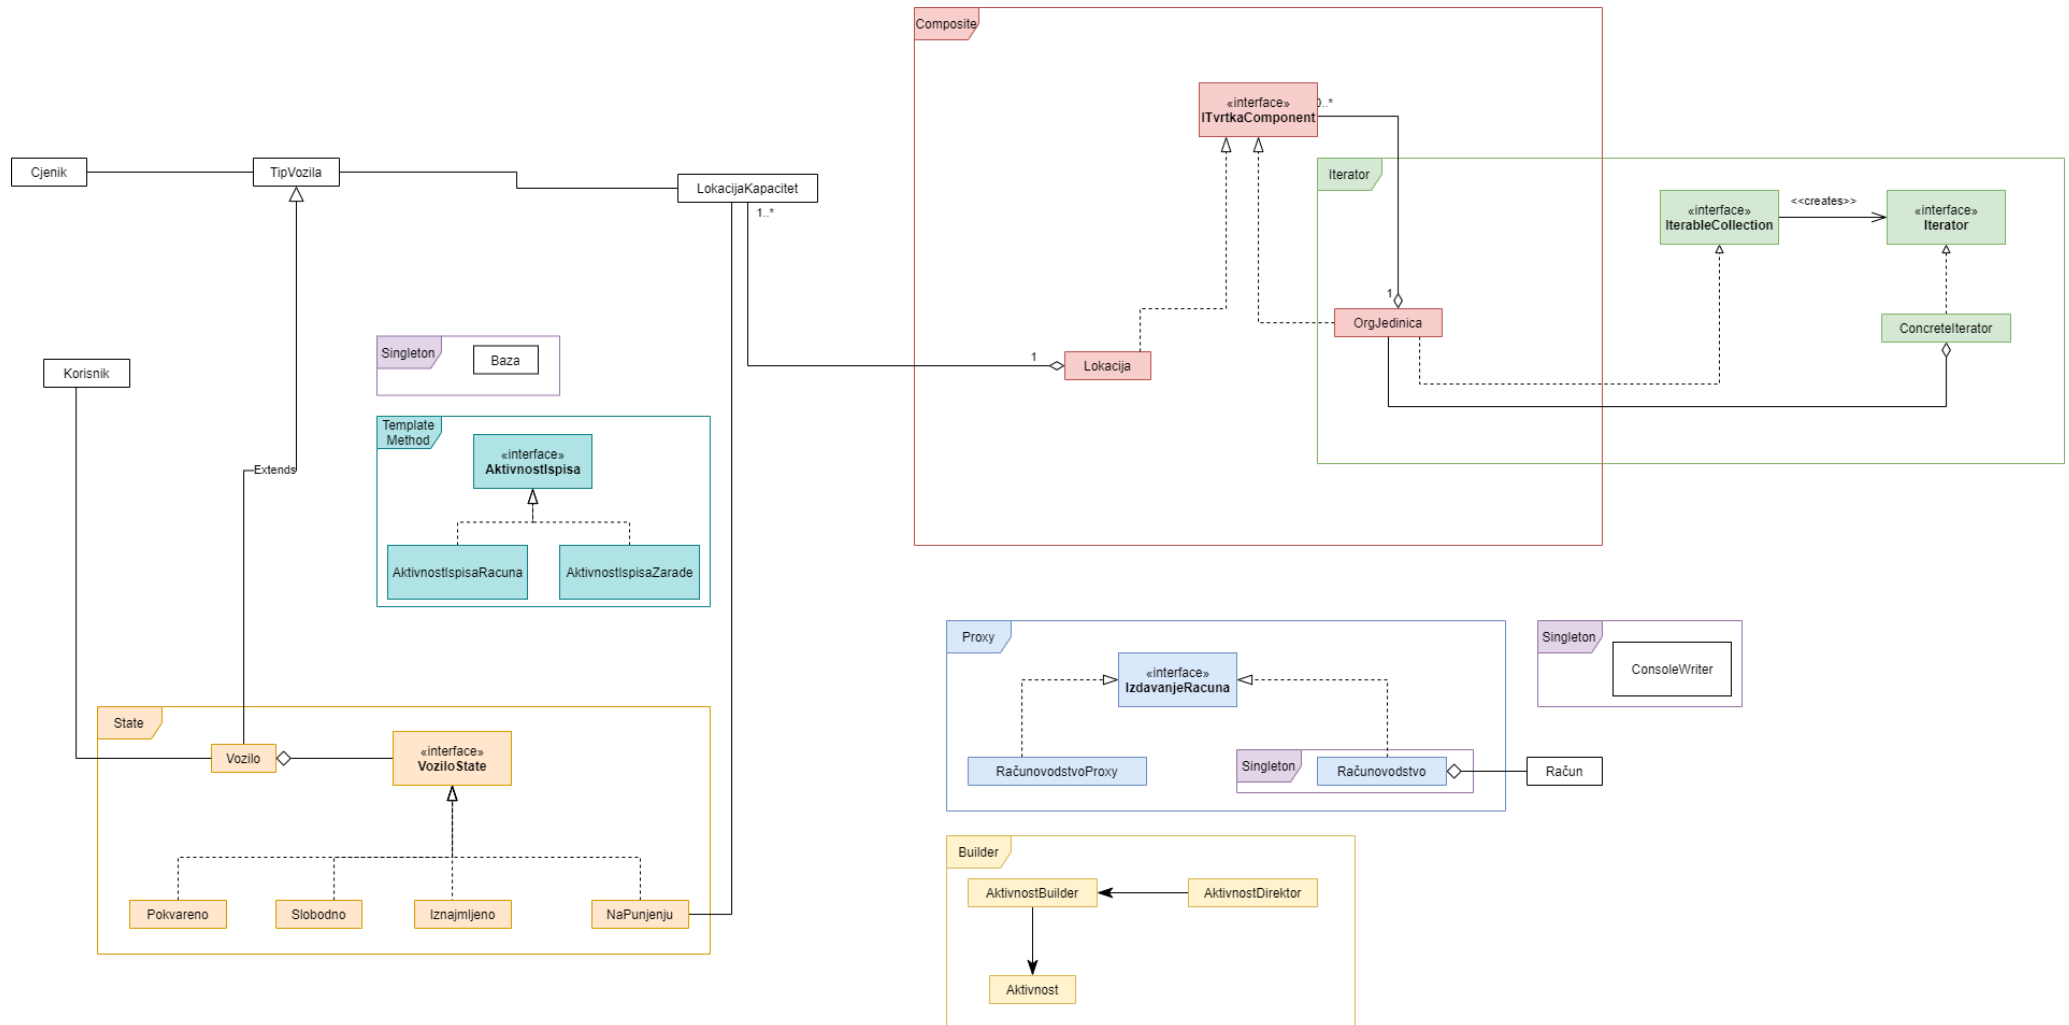 Composite
«interface»
ITvrtkaComponent
0..*
Cjenik
TipVozila
LokacijaKapacitet
1..*
Iterator
«interface»
IterableCollection
<<creates>>
«interface»
Iterator
1
OrgJedinica
ConcreteIterator
Singleton
Baza
1
Lokacija
Korisnik
Template
Method
«interface»
AktivnostIspisa
Extends
AktivnostIspisaRacuna
AktivnostIspisaZarade
Proxy
«interface»
IzdavanjeRacuna
Singleton
ConsoleWriter
State
Vozilo
«interface»
VoziloState
RačunovodstvoProxy
Singleton
Računovodstvo
Račun
Builder
AktivnostBuilder
AktivnostDirektor
Pokvareno
Slobodno
Iznajmljeno
NaPunjenju
Aktivnost